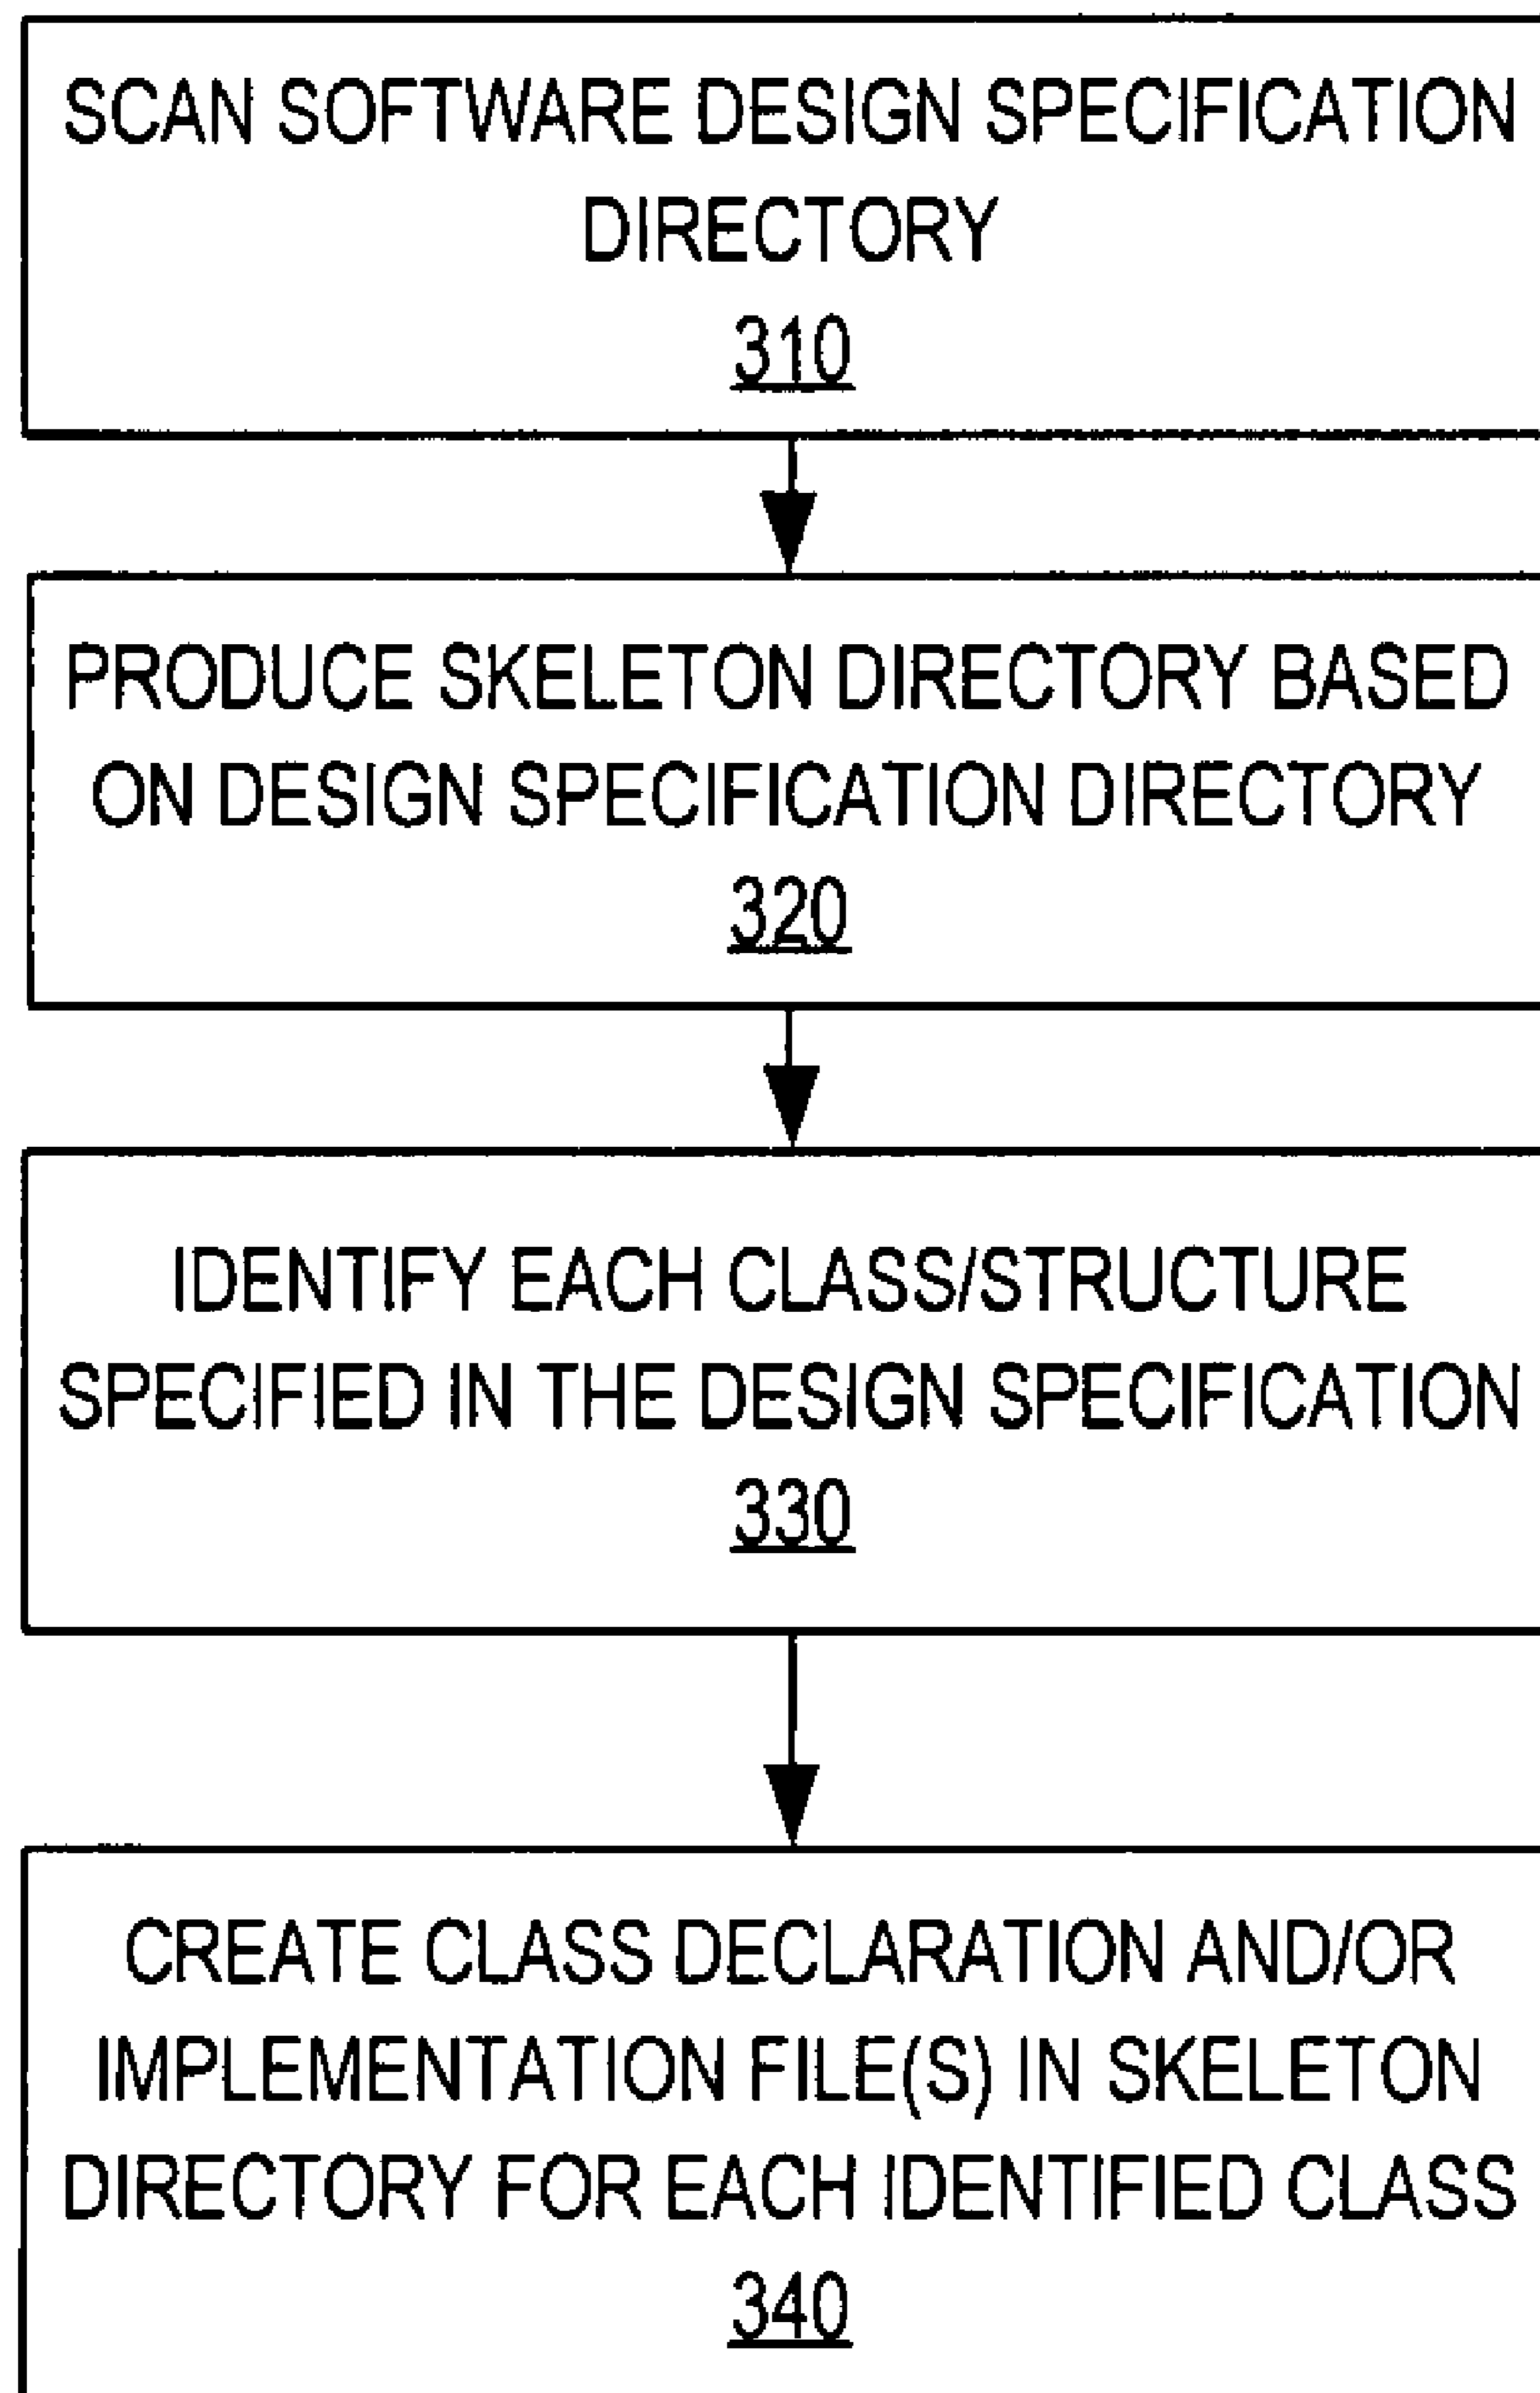 SCAN SOFTWARE DESIGN SPECIFICATION
DIRECTORY
310
PRODUCE SKELETON DIRECTORY BASED
ON DESIGN SPECIFICATION DIRECTORY
320
IDENTIFY EACH CLASS/STRUCTURE
SPECIFIED IN THE DESIGN SPECIFICATION
330
CREATE CLASS DECLARATION AND/OR
IMPLEMENTATION FILE(S) IN SKELETON
DIRECTORY FOR EACH IDENTIFIED CLASS
340